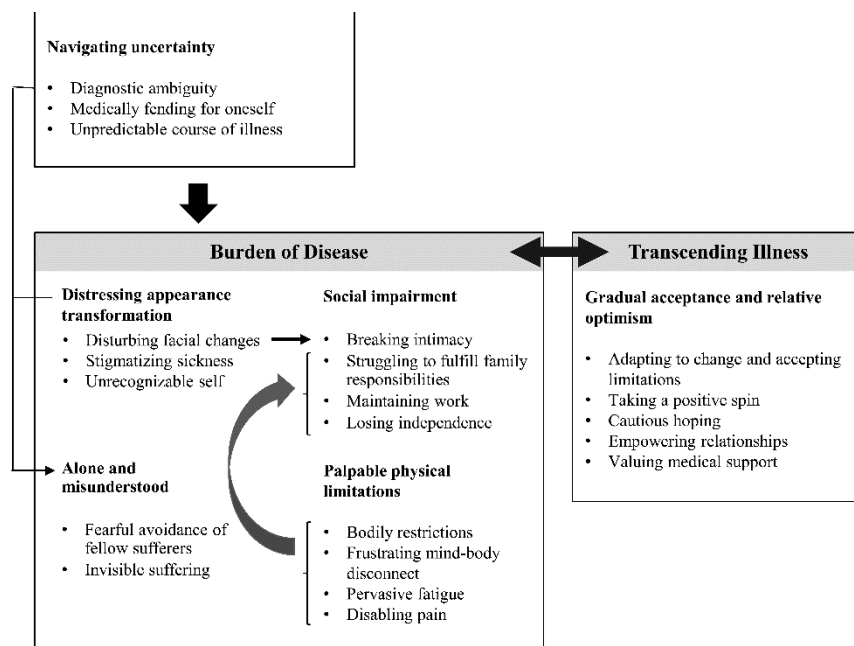 Navigating uncertainty
• Diagnostic ambiguity
• Medically fending for oneself
• Unpredictable course of illness
Burden of Disease
Distressing appearance
transformation
• Disturbing facial changes
• Stigmatizing sickness
• Unrecognizable self
Alone and
misunderstood
• Fearful avoidance of
fellow sufferers
• Invisible suffering
Social impairment
• Breaking intimacy
• Struggling to fulfill family
responsibilities
• Maintaining work
• Losing independence
Palpable physical
limitations
• Bodily restrictions
• Frustrating mind-body
disconnect
• Pervasive fatigue
• Disabling pain
Transcending Illness
Gradual acceptance and relative
optimism
• Adapting to change and accepting
limitations
• Taking a positive spin
• Cautious hoping
• Empowering relationships
• Valuing medical support